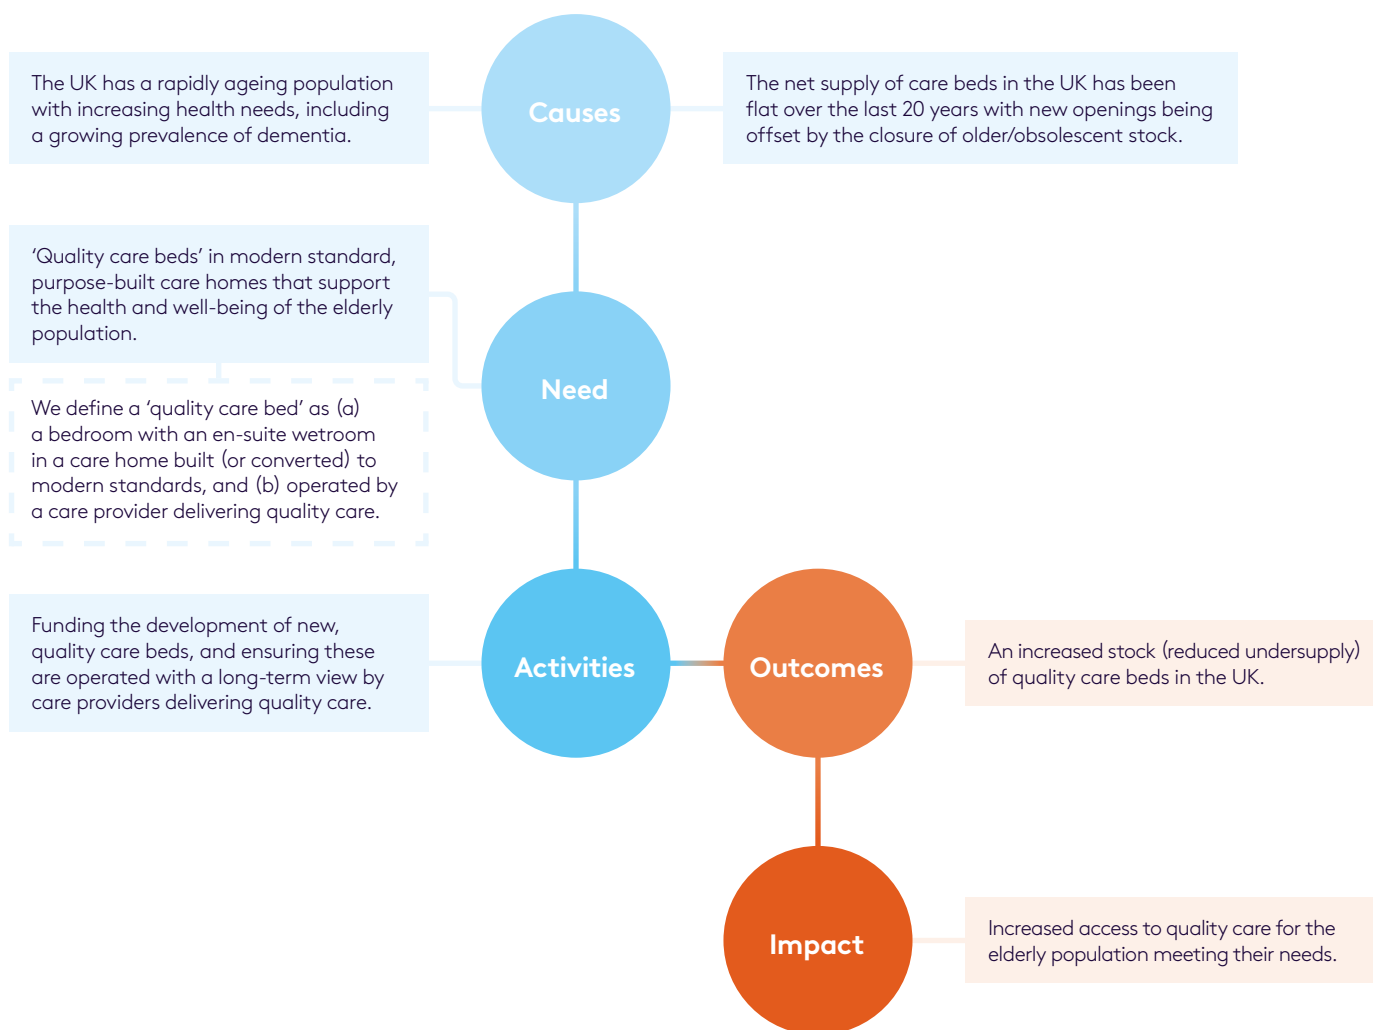 The UK has a rapidly ageing population
with increasing health needs, including
a growing prevalence of dementia.
Causes
The net supply of care beds in the UK has been
flat over the last 20 years with new openings being
offset by the closure of older/obsolescent stock.
‘Quality care beds’ in modern standard,
purpose-built care homes that support
the health and well-being of the elderly
population.
Need
We define a ‘quality care bed’ as (a)
a bedroom with an en-suite wetroom
in a care home built (or converted) to
modern standards, and (b) operated by
a care provider delivering quality care.
Funding the development of new,
quality care beds, and ensuring these
are operated with a long-term view by
care providers delivering quality care.
Activities
Outcomes
An increased stock (reduced undersupply)
of quality care beds in the UK.
Impact
Increased access to quality care for the
elderly population meeting their needs.